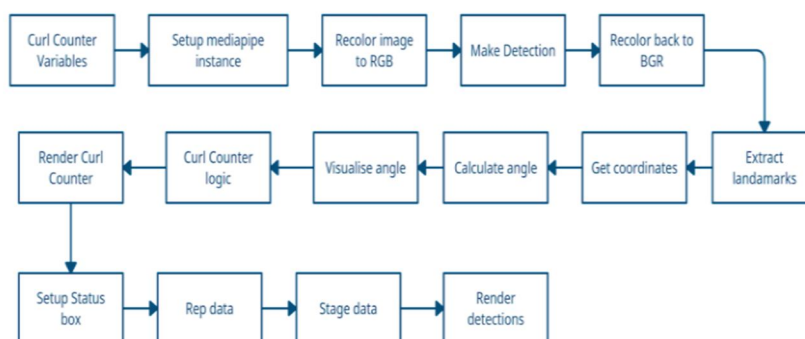 Curl Counter
Variables
Setup mediapipe
instance
Recolor image
to RGB
Make Detection
Recolor back to
BGR
Extract
landamarks
Get coordinates
Calculate angle
Visualise angle
Curl Counter
logic
Render Curl
Counter
Setup Status
box
Rep data
Stage data
Render
detections